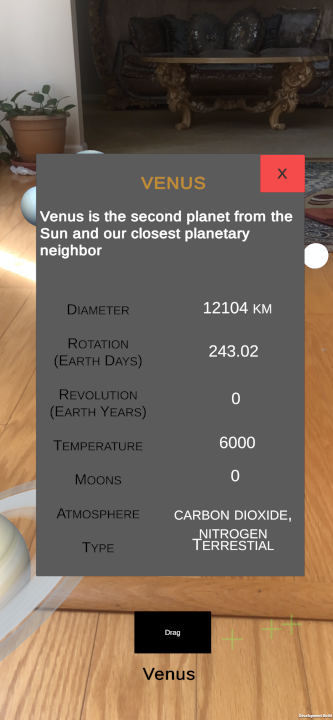 VENUS
X
Venus is the second planet from the
Sun and our closest planetary
neighbor
DIAMETER 12104 KM
ROTATION
(EARTH DAYS) 243.02
REVOLUTION
(EARTH YEARS) 0
TEMPERATURE 6000
MOONS 0
ATMOSPHERE CARBON DIOXIDE,
NITROGEN
TYPE TERRESTIAL
Drag
Venus
Development Build